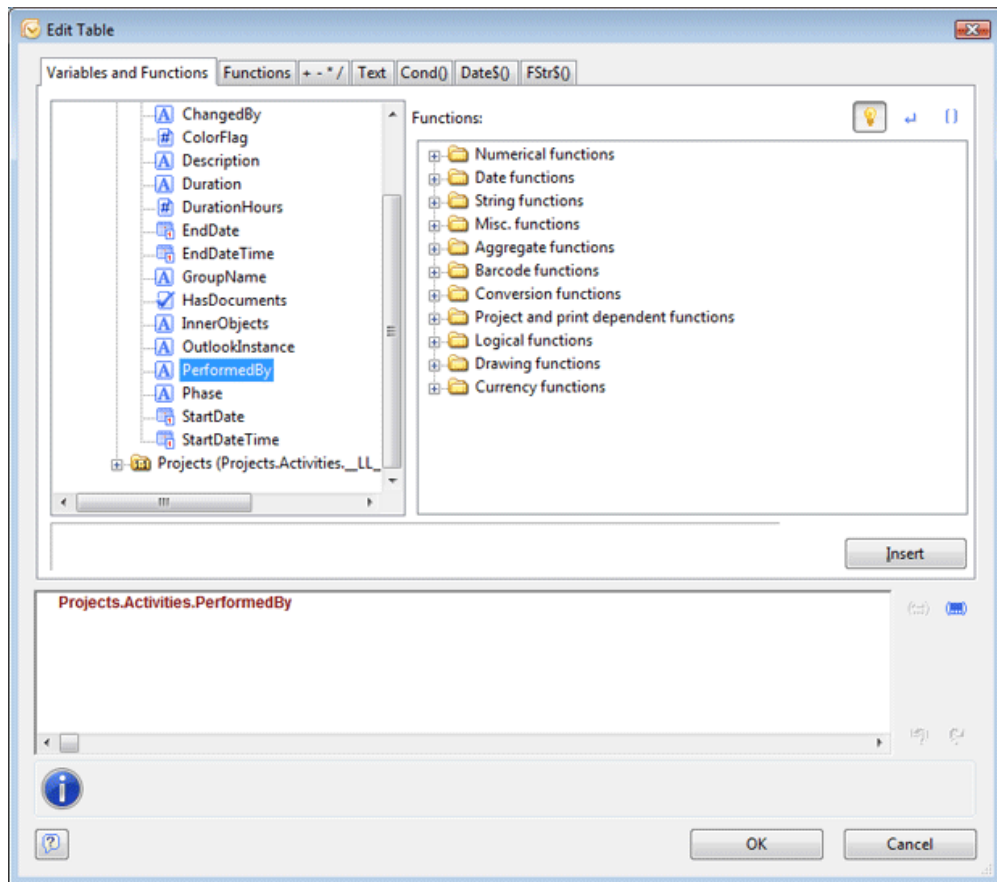 Edit Table
Variables and Functions Functions + - * / Text Cond() Date$() FStr$()
Functions:
ChangedBy
ColorFlag
Description
Duration
DurationHours
EndDate
EndDateTime
GroupName
HasDocuments
InnerObjects
OutlookInstance
PerformedBy
Phase
StartDate
StartDateTime
Projects (Projects.Activities.__LL_
Numerical functions
Date functions
String functions
Misc. functions
Aggregate functions
Barcode functions
Conversion functions
Project and print dependent functions
Logical functions
Drawing functions
Currency functions
Insert
Projects.Activities.PerformedBy
OK Cancel